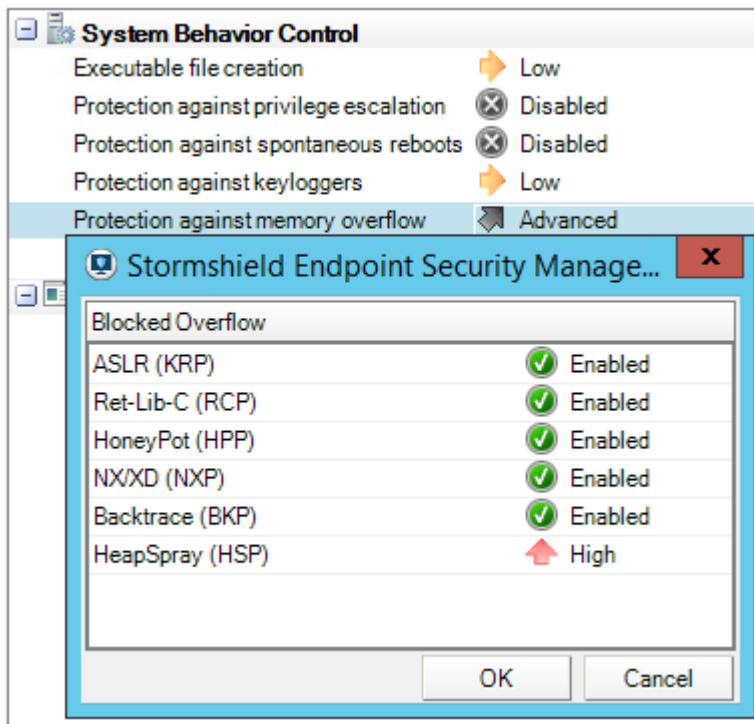 System Behavior Control
Executable file creation Low
Protection against privilege escalation Disabled
Protection against spontaneous reboots Disabled
Protection against keyloggers Low
Protection against memory overflow Advanced
Stormshield Endpoint Security Manage... x
Blocked Overflow
ASLR (KRP) Enabled
Ret-Lib-C (RCP) Enabled
HoneyPot (HPP) Enabled
NX/XD (NXP) Enabled
Backtrace (BKP) Enabled
HeapSpray (HSP) High
OK Cancel